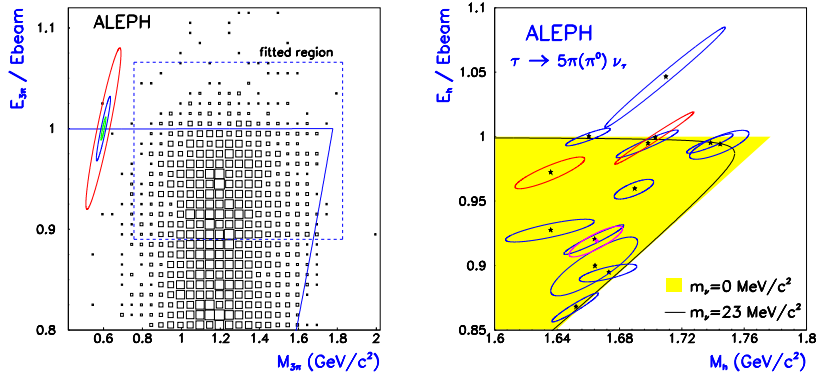 ALEPH
fitted region
E3π / Ebeam
1.1
1
0.9
0.8
0.6 0.8 1 1.2 1.4 1.6 1.8 2
M3π (GeV/c²)
ALEPH
τ → 5π(π⁰) ντ
Eh / Ebeam
1.05
1
0.95
0.9
0.85
mν=0 MeV/c²
mν=23 MeV/c²
1.6 1.64 1.68 1.72 1.76 1.8
Mh (GeV/c²)